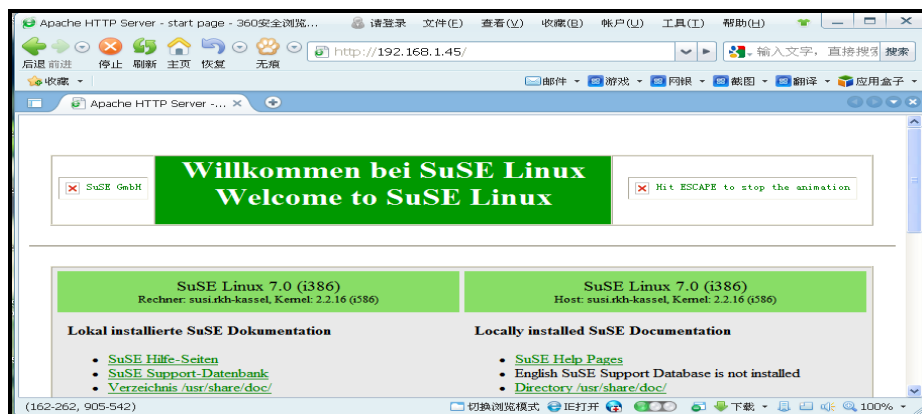 Apache HTTP Server - start page - 360安全浏览... 请登录 文件(F) 查看(V) 收藏(B) 帐户(U) 工具(T) 帮助(H)
http://192.168.1.45/ 输入文字，直接搜 搜索
后退 前进 停止 刷新 主页 恢复 无痕
收藏 邮件 游戏 网银 截图 翻译 应用盒子
Apache HTTP Server -...
SuSE GmbH
Willkommen bei SuSE Linux
Welcome to SuSE Linux
Hit ESCAPE to stop the animation
SuSE Linux 7.0 (i386)
Rechner: susi.rkh-kassel, Kernel: 2.2.16 (i586)
Lokal installierte SuSE Dokumentation
SuSE Hilfe-Seiten
SuSE Support-Datenbank
Verzeichnis /usr/share/doc/
SuSE Linux 7.0 (i386)
Host: susi.rkh-kassel, Kernel: 2.2.16 (i586)
Locally installed SuSE Documentation
SuSE Help Pages
English SuSE Support Database is not installed
Directory /usr/share/doc/
(162-262, 905-542) 切换浏览模式 IE打开 下载 100%